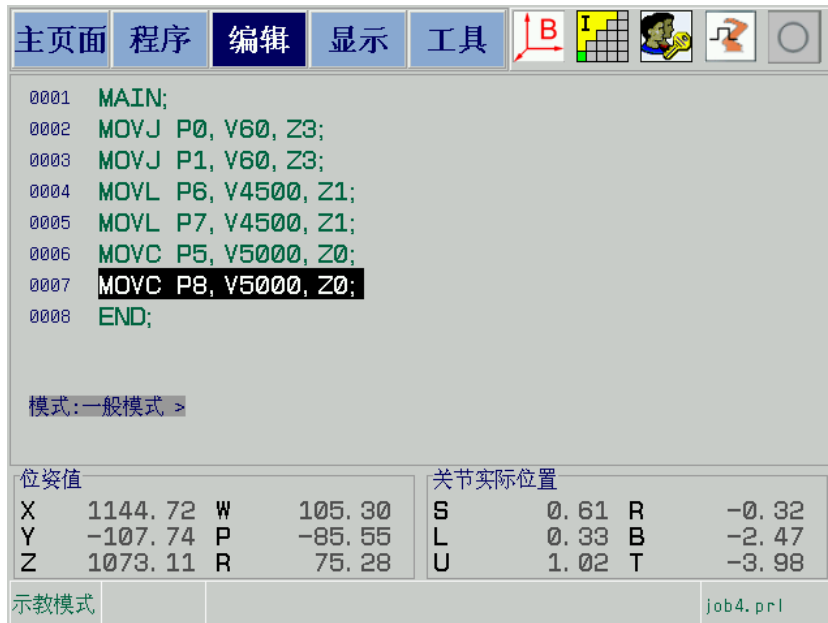 主页面 程序 编辑 显示 工具 B I
0001 MAIN;
0002 MOVJ P0, V60, Z3;
0003 MOVJ P1, V60, Z3;
0004 MOVL P6, V4500, Z1;
0005 MOVL P7, V4500, Z1;
0006 MOVC P5, V5000, Z0;
0007 MOVC P8, V5000, Z0;
0008 END;
模式:一般模式 >
位姿值 关节实际位置
X 1144.72 W 105.30 S 0.61 R -0.32
Y -107.74 P -85.55 L 0.33 B -2.47
Z 1073.11 R 75.28 U 1.02 T -3.98
示教模式 job4.prl